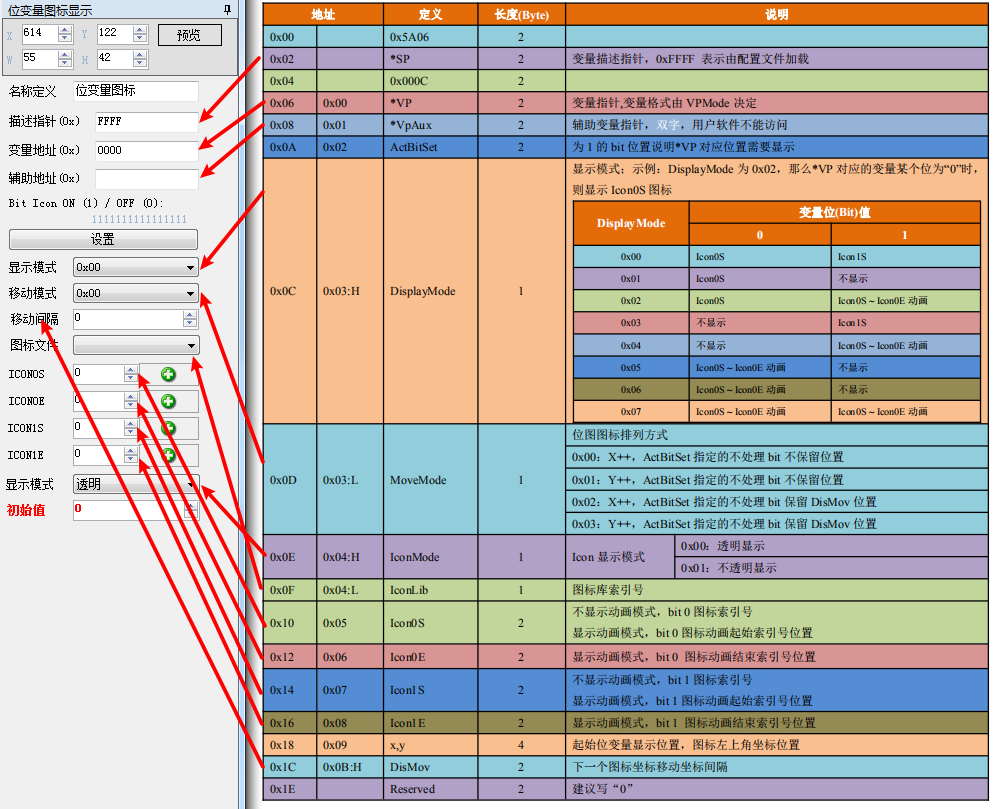 位变量图标显示
X 614 Y 122 预览
W 55 H 42
名称定义 位变量图标
描述指针(0x) FFFF
变量地址(0x) 0000
辅助地址(0x)
Bit Icon ON (1) / OFF (0):
1111111111111111
设置
显示模式 0x00
移动模式 0x00
移动间隔 0
图标文件
ICON0S 0
ICON0E 0
ICON1S 0
ICON1E 0
显示模式 透明
初始值 0
地址 定义 长度(Byte) 说明
0x00 0x5A06 2
0x02 *SP 2 变量描述指针，0xFFFF 表示由配置文件加载
0x04 0x000C 2
0x06 0x00 *VP 2 变量指针,变量格式由 VPMode 决定
0x08 0x01 *VpAux 2 辅助变量指针，双字，用户软件不能访问
0x0A 0x02 ActBitSet 2 为 1 的 bit 位置说明*VP 对应位置需要显示
0x0C 0x03:H DisplayMode 1
显示模式：示例：DisplayMode 为 0x02，那么*VP 对应的变量某个位为“0”时，
则显示 Icon0S 图标
DisplayMode 变量位(Bit)值
0 1
0x00 Icon0S Icon1S
0x01 Icon0S 不显示
0x02 Icon0S Icon0S ~ Icon0E 动画
0x03 不显示 Icon1S
0x04 不显示 Icon0S ~ Icon0E 动画
0x05 Icon0S ~ Icon0E 动画 不显示
0x06 Icon0S ~ Icon0E 动画 不显示
0x07 Icon0S ~ Icon0E 动画 Icon0S ~ Icon0E 动画
0x0D 0x03:L MoveMode 1
位图图标排列方式
0x00：X++，ActBitSet 指定的不处理 bit 不保留位置
0x01：Y++，ActBitSet 指定的不处理 bit 不保留位置
0x02：X++，ActBitSet 指定的不处理 bit 保留 DisMov 位置
0x03：Y++，ActBitSet 指定的不处理 bit 保留 DisMov 位置
0x0E 0x04:H IconMode 1 Icon 显示模式
0x00：透明显示
0x01：不透明显示
0x0F 0x04:L IconLib 1 图标库索引号
0x10 0x05 Icon0S 2
不显示动画模式，bit 0 图标索引号
显示动画模式，bit 0 图标动画起始索引号位置
0x12 0x06 Icon0E 2 显示动画模式，bit 0 图标动画结束索引号位置
0x14 0x07 Icon1S 2
不显示动画模式，bit 1 图标索引号
显示动画模式，bit 1 图标动画起始索引号位置
0x16 0x08 Icon1E 2 显示动画模式，bit 1 图标动画结束索引号位置
0x18 0x09 x,y 4 起始位变量显示位置，图标左上角坐标位置
0x1C 0x0B:H DisMov 2 下一个图标坐标移动坐标间隔
0x1E Reserved 2 建议写“0”